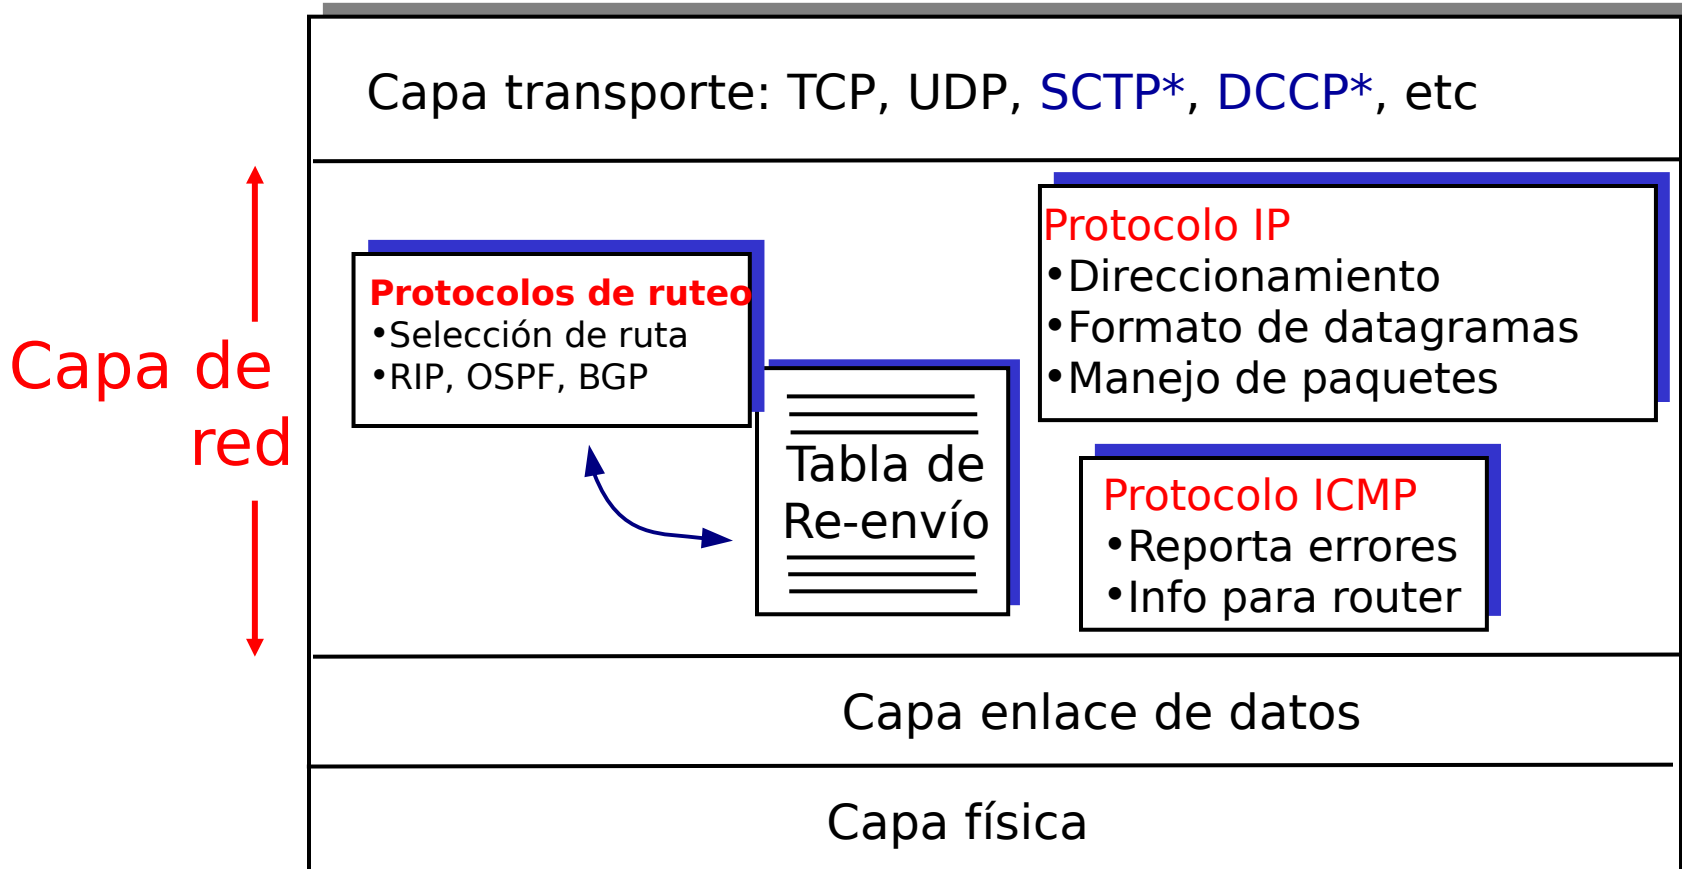 Capa transporte: TCP, UDP, SCTP*, DCCP*, etc
Capa de
red
Protocolos de ruteo
•Selección de ruta
•RIP, OSPF, BGP
Tabla de
Re-envío
Protocolo IP
•Direccionamiento
•Formato de datagramas
•Manejo de paquetes
Protocolo ICMP
•Reporta errores
•Info para router
Capa enlace de datos
Capa física